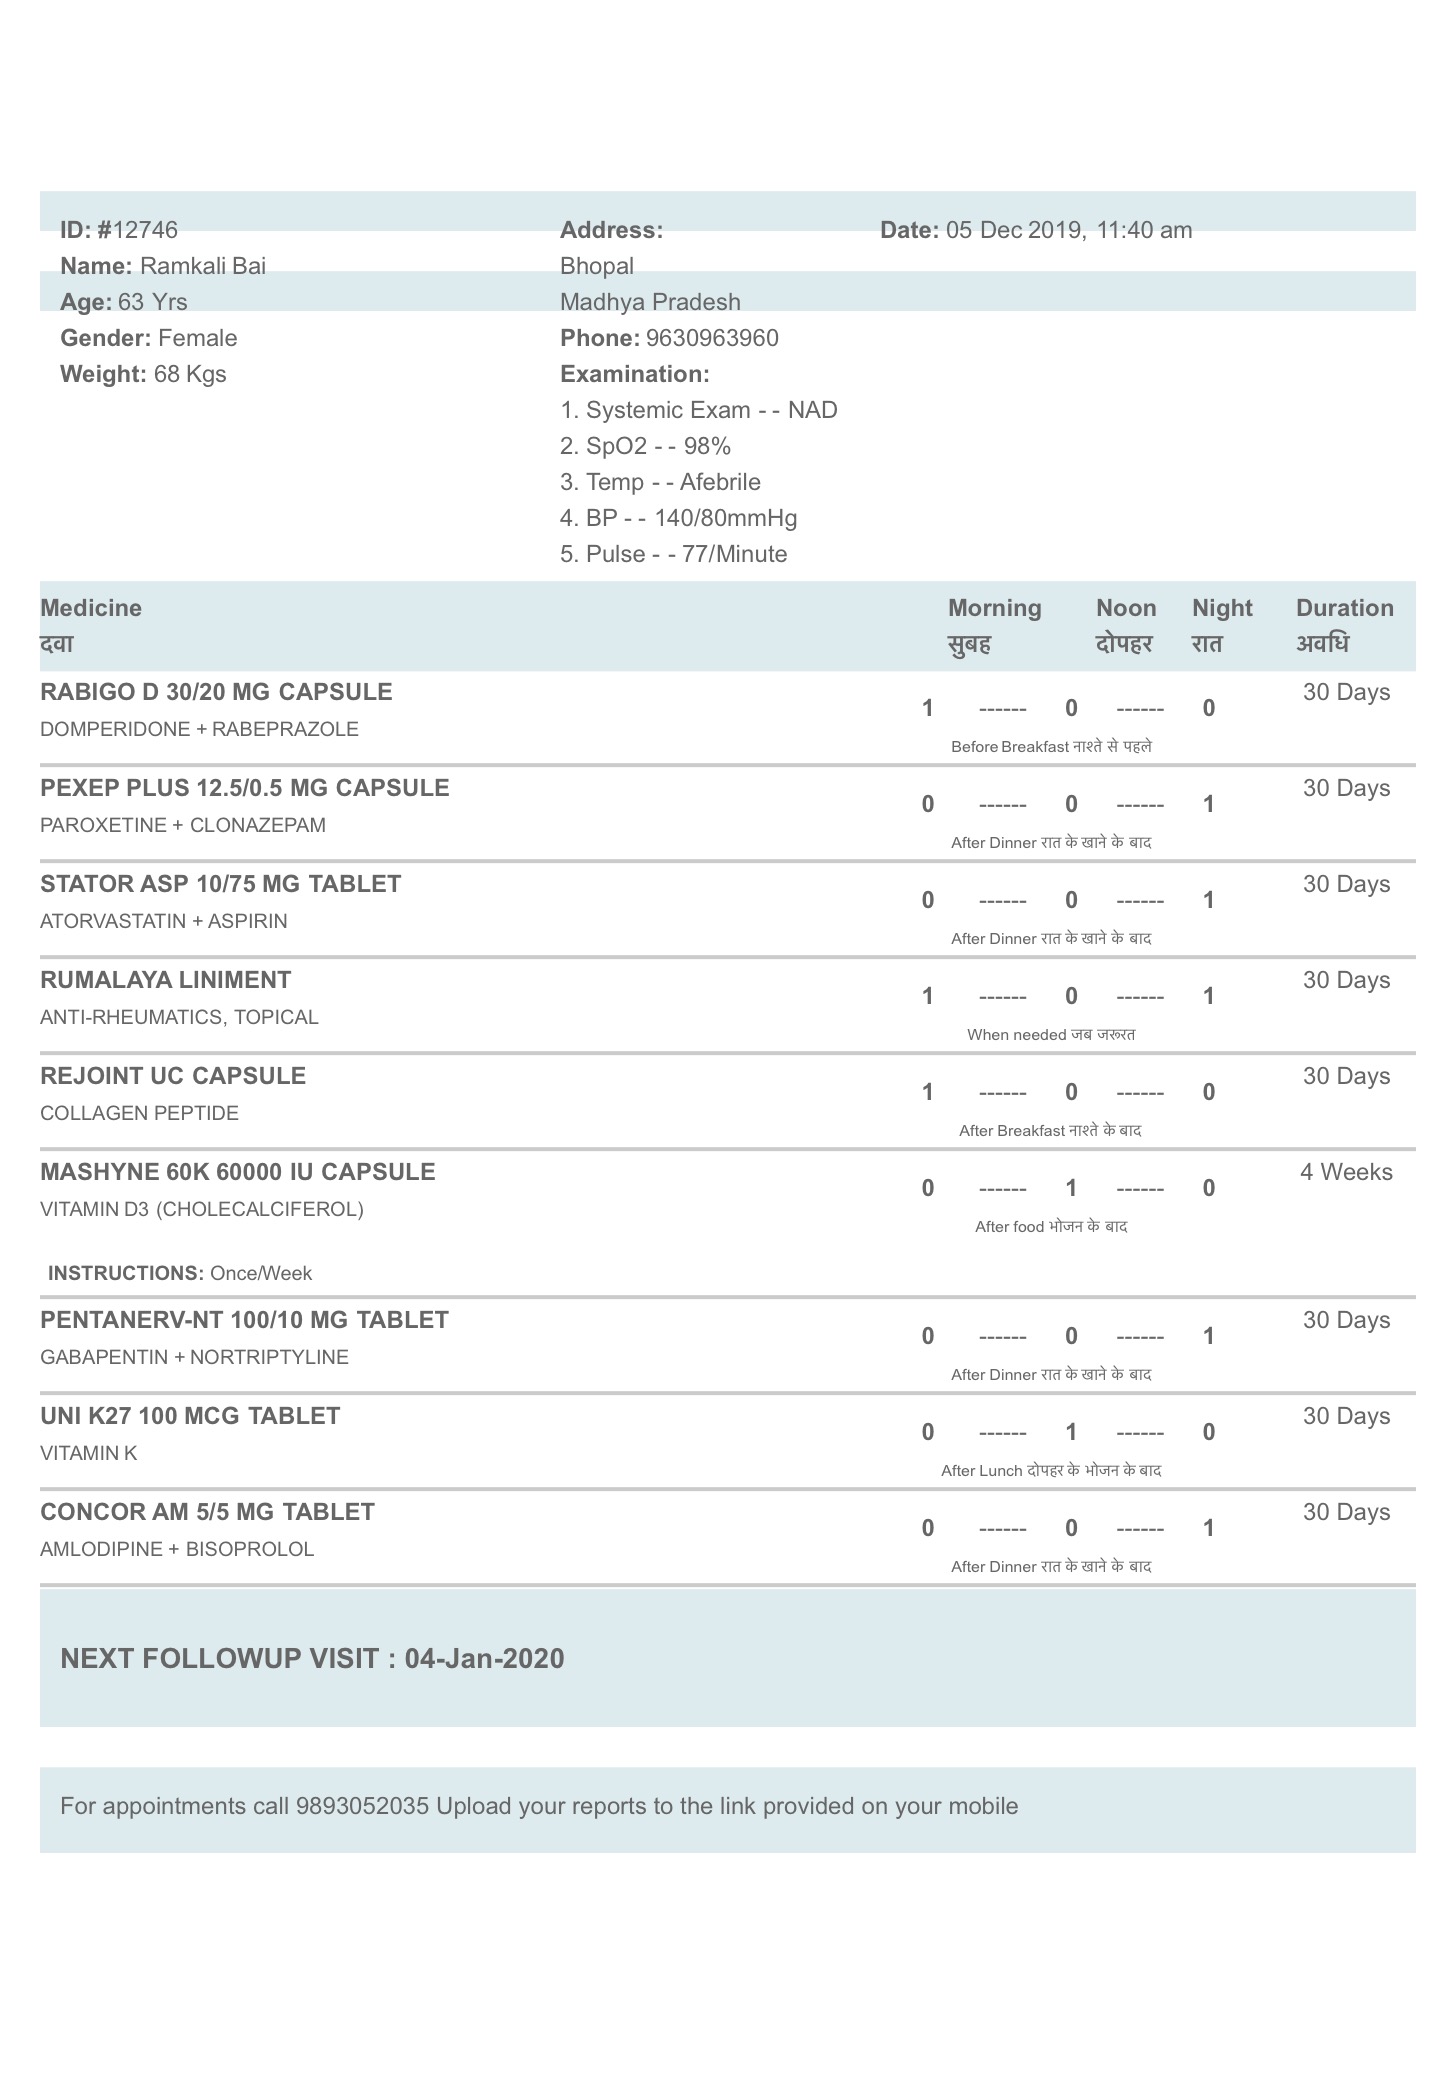 ID: #12746
Name: Ramkali Bai
Age: 63 Yrs
Gender: Female
Weight: 68 Kgs
Address:
Bhopal
Madhya Pradesh
Phone: 9630963960
Examination:
1. Systemic Exam - - NAD
2. SpO2 - - 98%
3. Temp - - Afebrile
4. BP - - 140/80mmHg
5. Pulse - - 77/Minute
Date: 05 Dec 2019, 11:40 am
Medicine Morning Noon Night Duration
दवा सुबह दोपहर रात अवधि
RABIGO D 30/20 MG CAPSULE 30 Days
1 ------ 0 ------ 0
DOMPERIDONE + RABEPRAZOLE
Before Breakfast नाश्ते से पहले
PEXEP PLUS 12.5/0.5 MG CAPSULE 30 Days
0 ------ 0 ------ 1
PAROXETINE + CLONAZEPAM
After Dinner रात के खाने के बाद
STATOR ASP 10/75 MG TABLET 30 Days
0 ------ 0 ------ 1
ATORVASTATIN + ASPIRIN
After Dinner रात के खाने के बाद
RUMALAYA LINIMENT 30 Days
1 ------ 0 ------ 1
ANTI-RHEUMATICS, TOPICAL
When needed जब जरूरत
REJOINT UC CAPSULE 30 Days
1 ------ 0 ------ 0
COLLAGEN PEPTIDE
After Breakfast नाश्ते के बाद
MASHYNE 60K 60000 IU CAPSULE 4 Weeks
0 ------ 1 ------ 0
VITAMIN D3 (CHOLECALCIFEROL)
After food भोजन के बाद
INSTRUCTIONS: Once/Week
PENTANERV-NT 100/10 MG TABLET 30 Days
0 ------ 0 ------ 1
GABAPENTIN + NORTRIPTYLINE
After Dinner रात के खाने के बाद
UNI K27 100 MCG TABLET 30 Days
0 ------ 1 ------ 0
VITAMIN K
After Lunch दोपहर के भोजन के बाद
CONCOR AM 5/5 MG TABLET 30 Days
0 ------ 0 ------ 1
AMLODIPINE + BISOPROLOL
After Dinner रात के खाने के बाद
NEXT FOLLOWUP VISIT : 04-Jan-2020
For appointments call 9893052035 Upload your reports to the link provided on your mobile